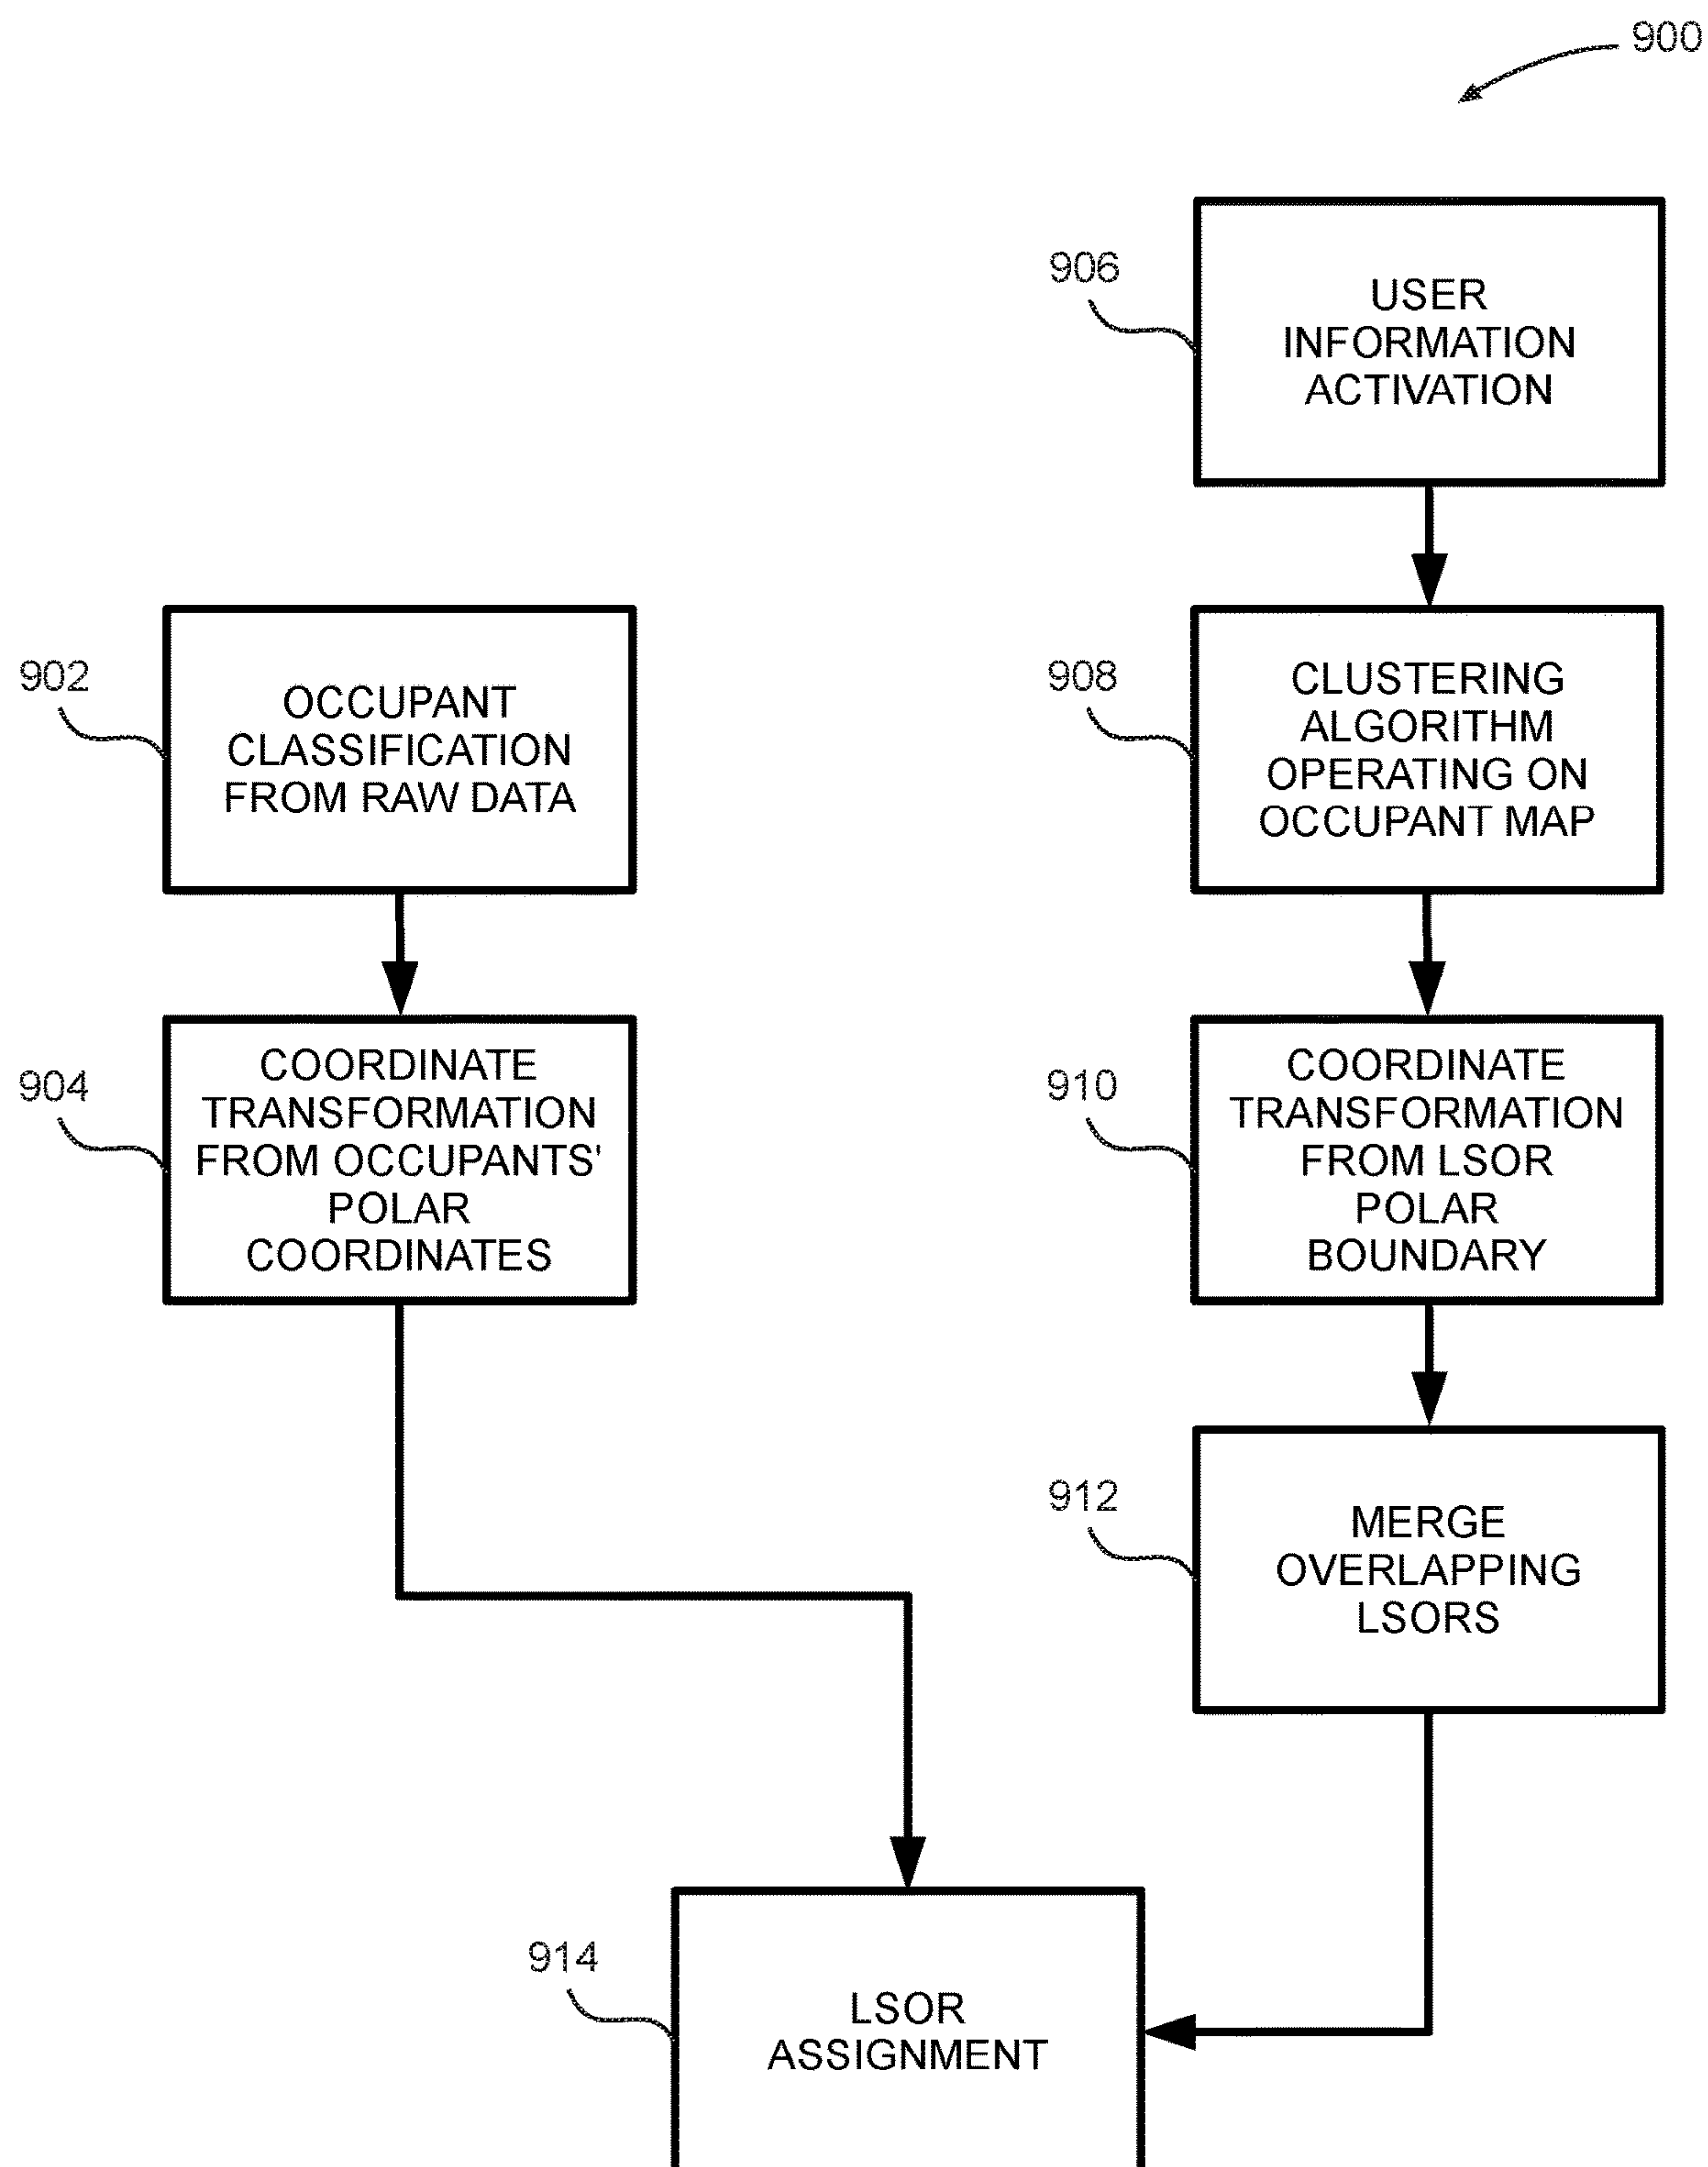 900
906
USER
INFORMATION
ACTIVATION
902
OCCUPANT
CLASSIFICATION
FROM RAW DATA
908
CLUSTERING
ALGORITHM
OPERATING ON
OCCUPANT MAP
904
COORDINATE
TRANSFORMATION
FROM OCCUPANTS'
POLAR
COORDINATES
910
COORDINATE
TRANSFORMATION
FROM LSOR
POLAR
BOUNDARY
912
MERGE
OVERLAPPING
LSORS
914
LSOR
ASSIGNMENT